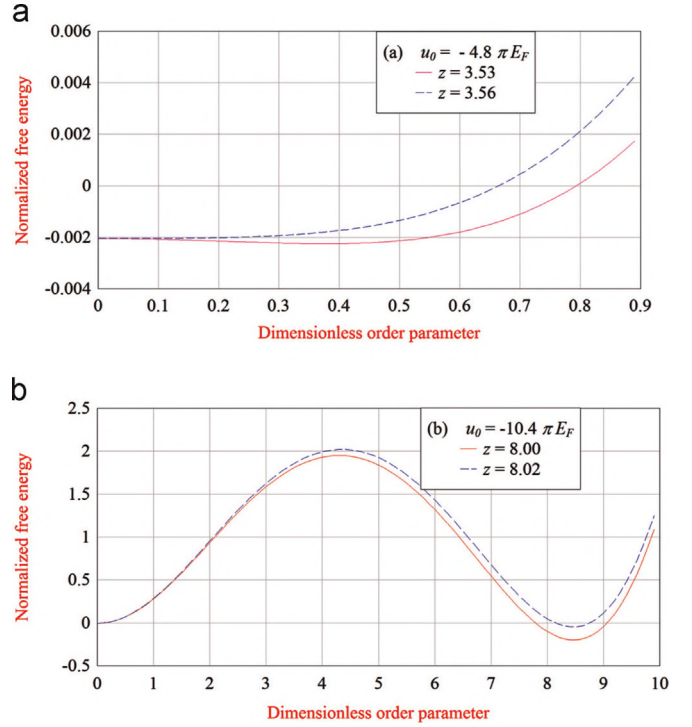 a
0.006
0.004
0.002
0
-0.002
-0.004
Normalized free energy
(a) u₀ = - 4.8 π E_F
z = 3.53
z = 3.56
0 0.1 0.2 0.3 0.4 0.5 0.6 0.7 0.8 0.9
Dimensionless order parameter
b
2.5
2
1.5
1
0.5
0
-0.5
Normalized free energy
(b) u₀ = -10.4 π E_F
z = 8.00
z = 8.02
0 1 2 3 4 5 6 7 8 9 10
Dimensionless order parameter